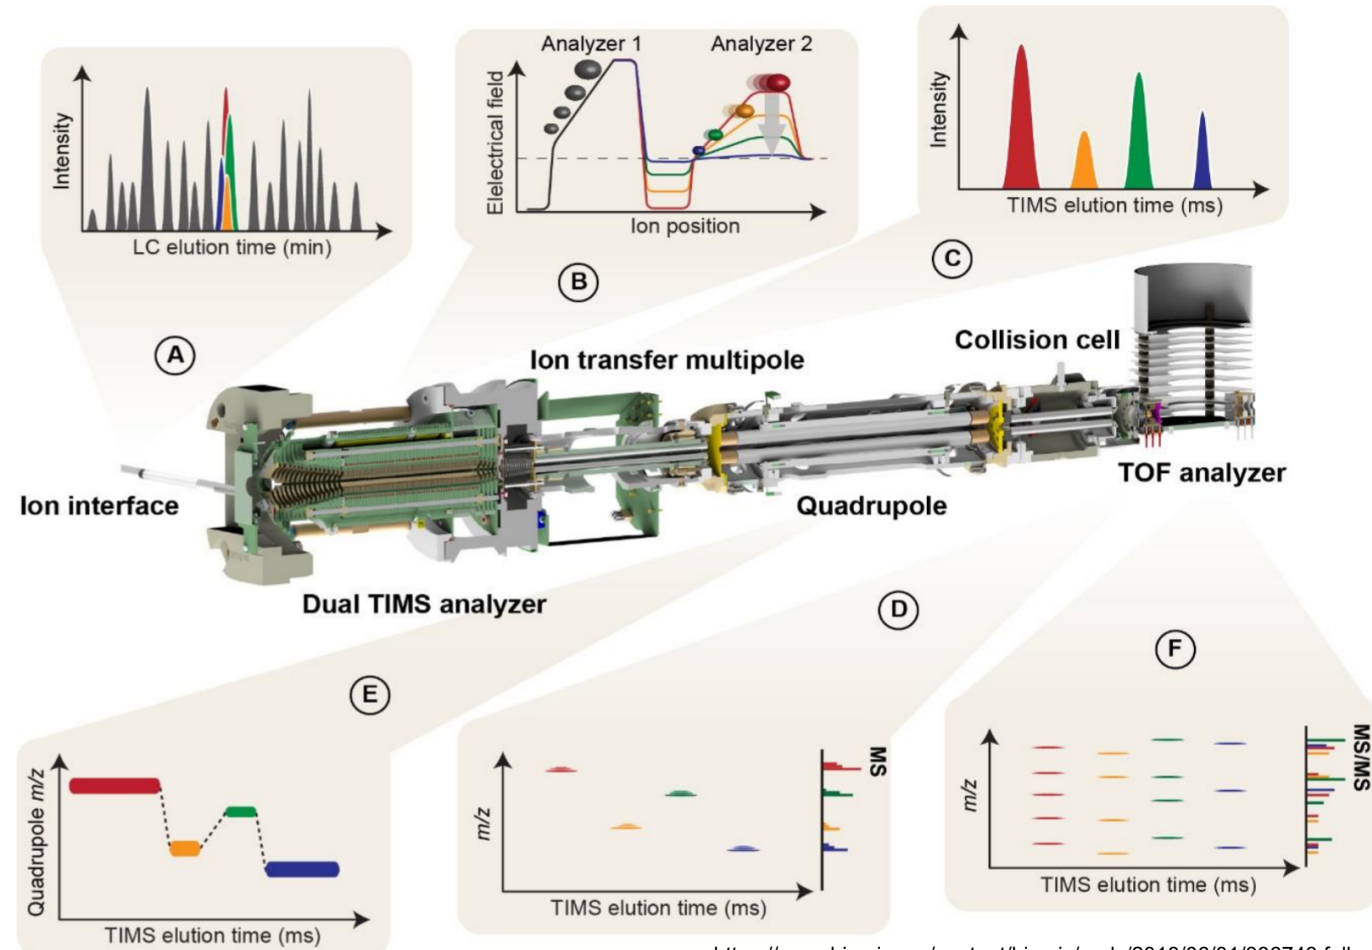 Analyzer 1
Analyzer 2
Intensity
LC elution time (min)
Elelectrical field
Ion position
Intensity
TIMS elution time (ms)
A
B
C
Ion transfer multipole
Collision cell
Ion interface
Quadrupole
TOF analyzer
Dual TIMS analyzer
D
E
F
Quadrupole m/z
TIMS elution time (ms)
m/z
MS
TIMS elution time (ms)
m/z
MS/MS
TIMS elution time (ms)